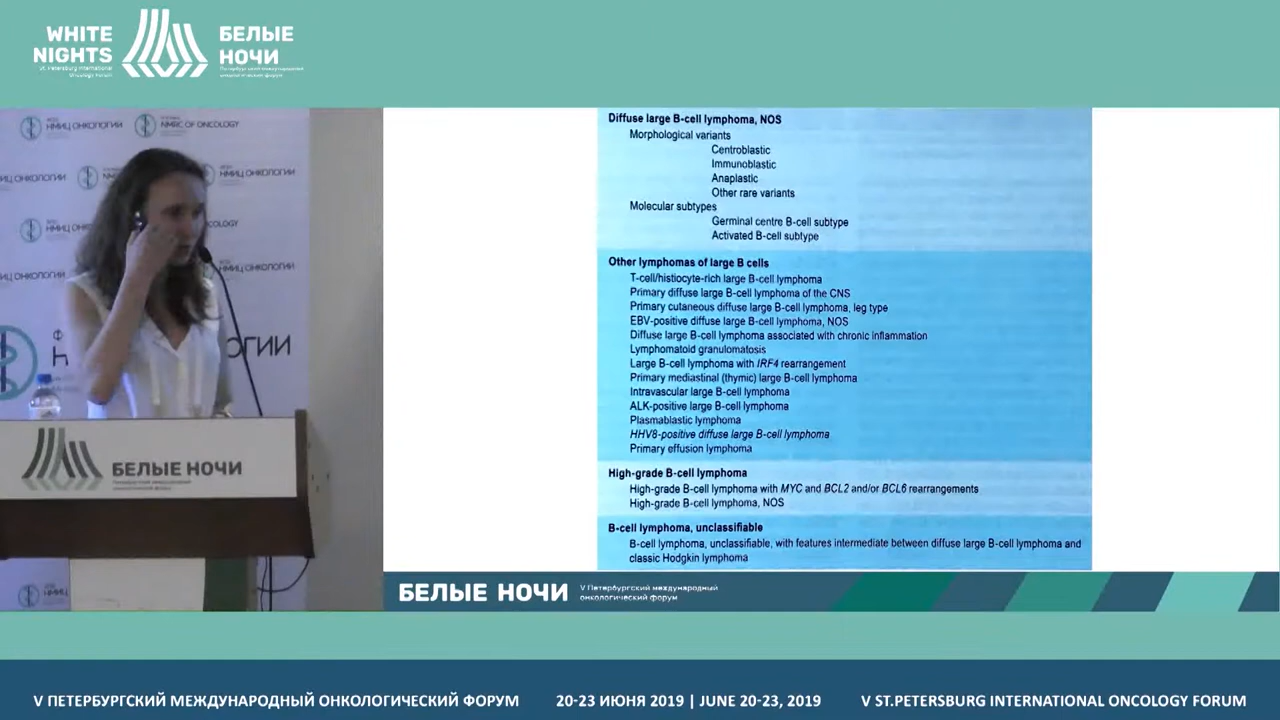 WHITE
NIGHTS
БЕЛЫЕ
НОЧИ
НМИЦ ОНКОЛОГИИ
NMRC OF ONCOLOGY
НМИЦ ОНКОЛОГИИ
БЕЛЫЕ НОЧИ
Diffuse large B-cell lymphoma, NOS
Morphological variants
Centroblastic
Immunoblastic
Anaplastic
Other rare variants
Molecular subtypes
Germinal centre B-cell subtype
Activated B-cell subtype
Other lymphomas of large B cells
T-cell/histiocyte-rich large B-cell lymphoma
Primary diffuse large B-cell lymphoma of the CNS
Primary cutaneous diffuse large B-cell lymphoma, leg type
EBV-positive diffuse large B-cell lymphoma, NOS
Diffuse large B-cell lymphoma associated with chronic inflammation
Lymphomatoid granulomatosis
Large B-cell lymphoma with IRF4 rearrangement
Primary mediastinal (thymic) large B-cell lymphoma
Intravascular large B-cell lymphoma
ALK-positive large B-cell lymphoma
Plasmablastic lymphoma
HHV8-positive diffuse large B-cell lymphoma
Primary effusion lymphoma
High-grade B-cell lymphoma
High-grade B-cell lymphoma with MYC and BCL2 and/or BCL6 rearrangements
High-grade B-cell lymphoma, NOS
B-cell lymphoma, unclassifiable
B-cell lymphoma, unclassifiable, with features intermediate between diffuse large B-cell lymphoma and
classic Hodgkin lymphoma
БЕЛЫЕ НОЧИ
V Петербургский международный
онкологический форум
V ПЕТЕРБУРГСКИЙ МЕЖДУНАРОДНЫЙ ОНКОЛОГИЧЕСКИЙ ФОРУМ
20-23 ИЮНЯ 2019 | JUNE 20-23, 2019
V ST.PETERSBURG INTERNATIONAL ONCOLOGY FORUM